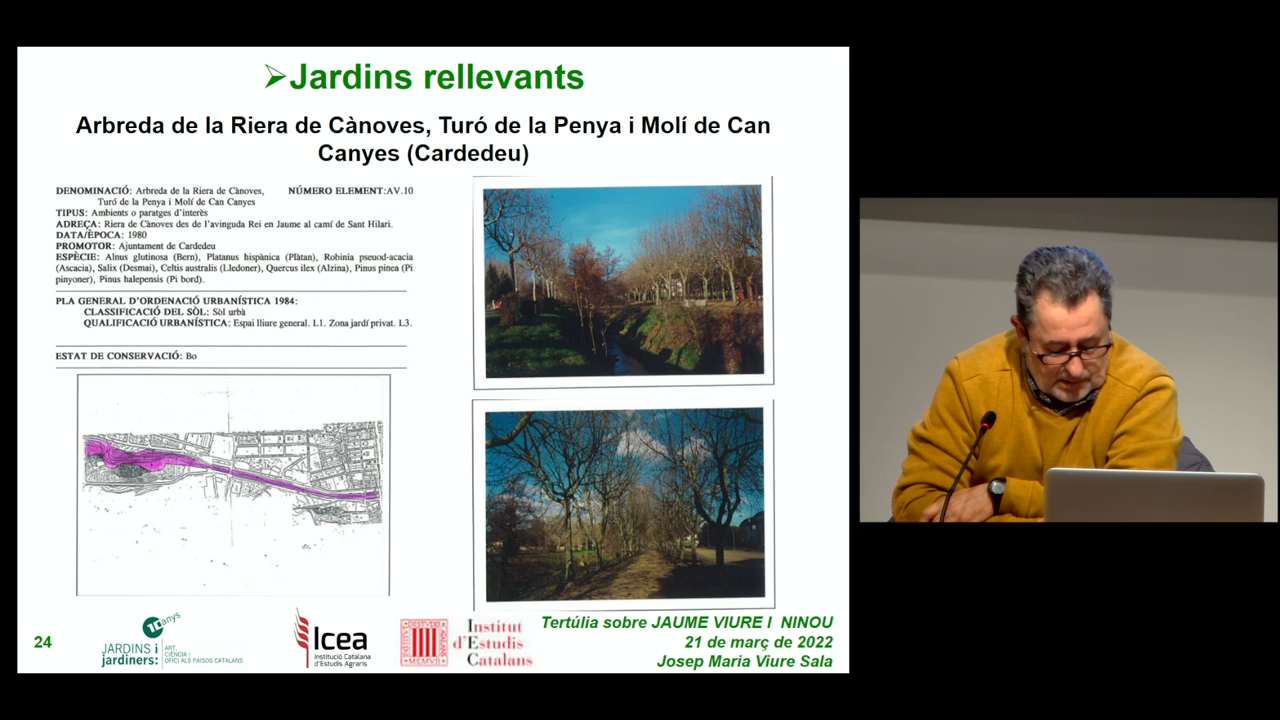 ➢Jardins rellevants
Arbreda de la Riera de Cànoves, Turó de la Penya i Molí de Can
Canyes (Cardedeu)
DENOMINACIÓ: Arbreda de la Riera de Cànoves, NÚMERO ELEMENT:AV.10
Turó de la Penya i Molí de Can Canyes
TIPUS: Ambients o paratges d'interès
ADREÇA: Riera de Cànoves des de l'avinguda Rei en Jaume al camí de Sant Hilari.
DATA/ÈPOCA: 1980
PROMOTOR: Ajuntament de Cardedeu
ESPÈCIE: Alnus glutinosa (Bern), Platanus hispànica (Plàtan), Robinia pseuod-acacia
(Ascacia), Salix (Desmai), Celtis australis (Lledoner), Quercus ilex (Alzina), Pinus pinea (Pi
pinyoner), Pinus halepensis (Pi bord).
PLA GENERAL D'ORDENACIÓ URBANÍSTICA 1984:
CLASSIFICACIÓ DEL SÒL: Sòl urbà
QUALIFICACIÓ URBANÍSTICA: Espai lliure general. L1. Zona jardí privat. L3.
ESTAT DE CONSERVACIÓ: Bo
24
10 anys
JARDINS i
jardiners:
ART,
CIÈNCIA i
OFICI ALS PAÏSOS CATALANS
Icea
Institució Catalana
d'Estudis Agraris
MCMVII
Institut
d'Estudis
Catalans
Tertúlia sobre JAUME VIURE I NINOU
21 de març de 2022
Josep Maria Viure Sala